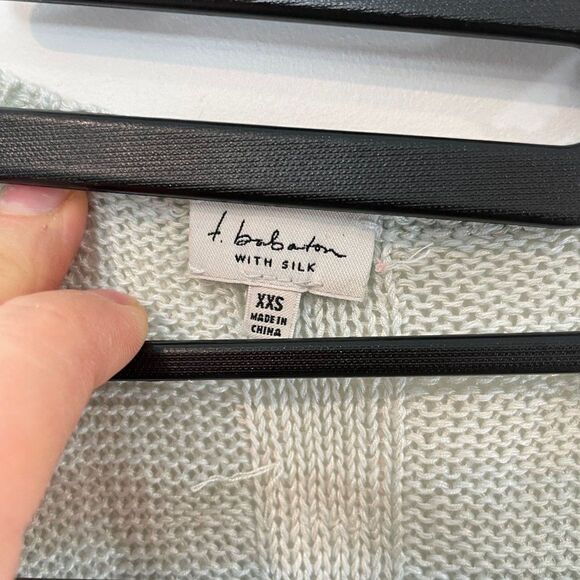 f. babaton
WITH SILK
XXS
MADE IN
CHINA